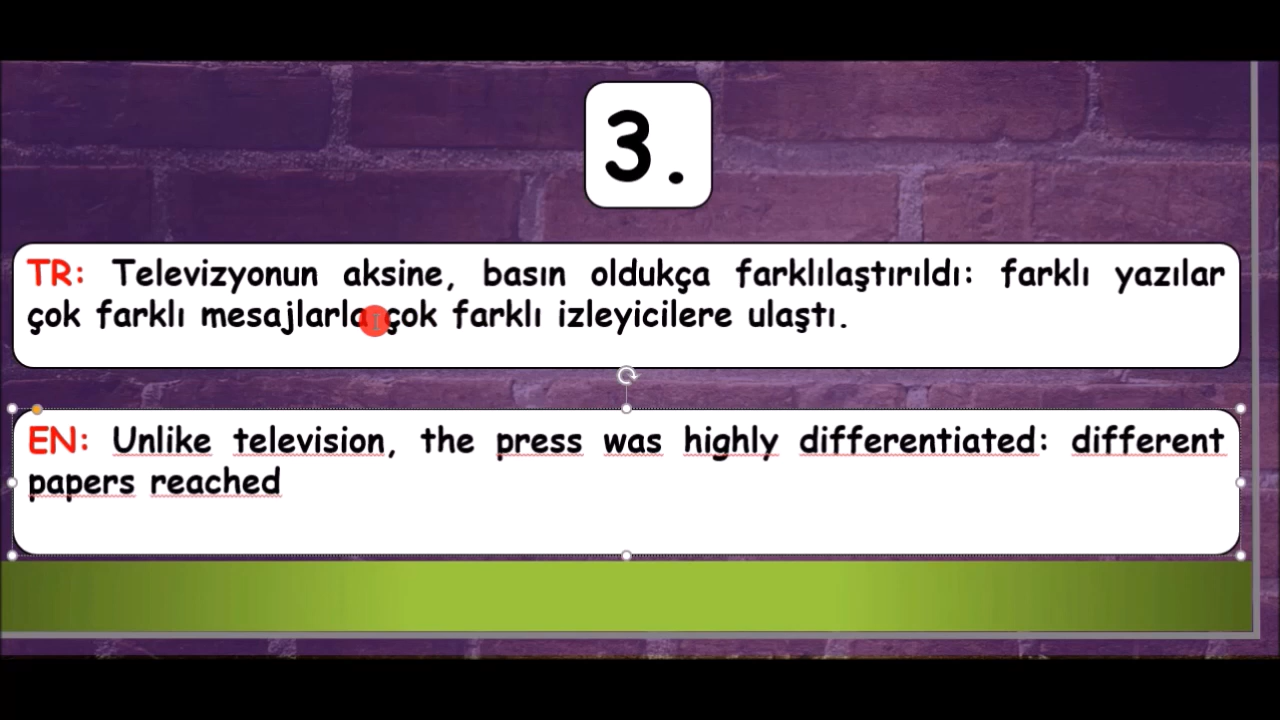 3.
TR: Televizyonun aksine, basın oldukça farklılaştırıldı: farklı yazılar
çok farklı mesajlarla çok farklı izleyicilere ulaştı.
EN: Unlike television, the press was highly differentiated: different
papers reached